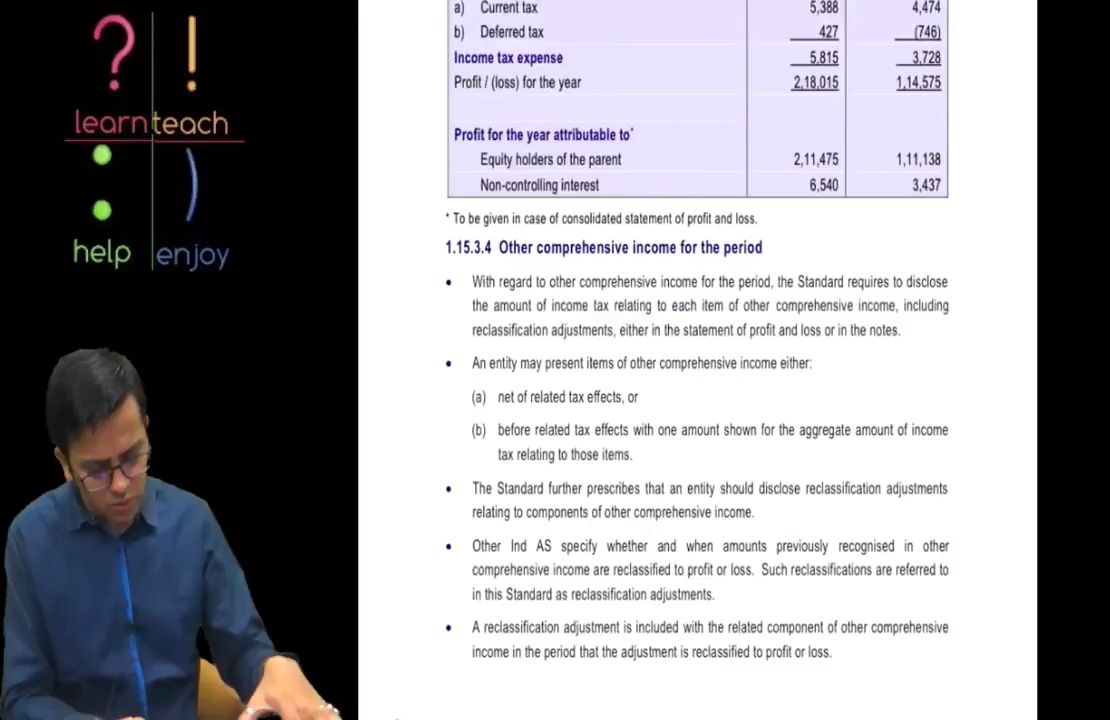 ? !
learn teach
: )
help enjoy
a) Current tax 5,388 4,474
b) Deferred tax 427 (746)
Income tax expense 5,815 3,728
Profit / (loss) for the year 2,18,015 1,14,575
Profit for the year attributable to*
Equity holders of the parent 2,11,475 1,11,138
Non-controlling interest 6,540 3,437
* To be given in case of consolidated statement of profit and loss.
1.15.3.4 Other comprehensive income for the period
• With regard to other comprehensive income for the period, the Standard requires to disclose
the amount of income tax relating to each item of other comprehensive income, including
reclassification adjustments, either in the statement of profit and loss or in the notes.
• An entity may present items of other comprehensive income either:
(a) net of related tax effects, or
(b) before related tax effects with one amount shown for the aggregate amount of income
tax relating to those items.
• The Standard further prescribes that an entity should disclose reclassification adjustments
relating to components of other comprehensive income.
• Other Ind AS specify whether and when amounts previously recognised in other
comprehensive income are reclassified to profit or loss. Such reclassifications are referred to
in this Standard as reclassification adjustments.
• A reclassification adjustment is included with the related component of other comprehensive
income in the period that the adjustment is reclassified to profit or loss.